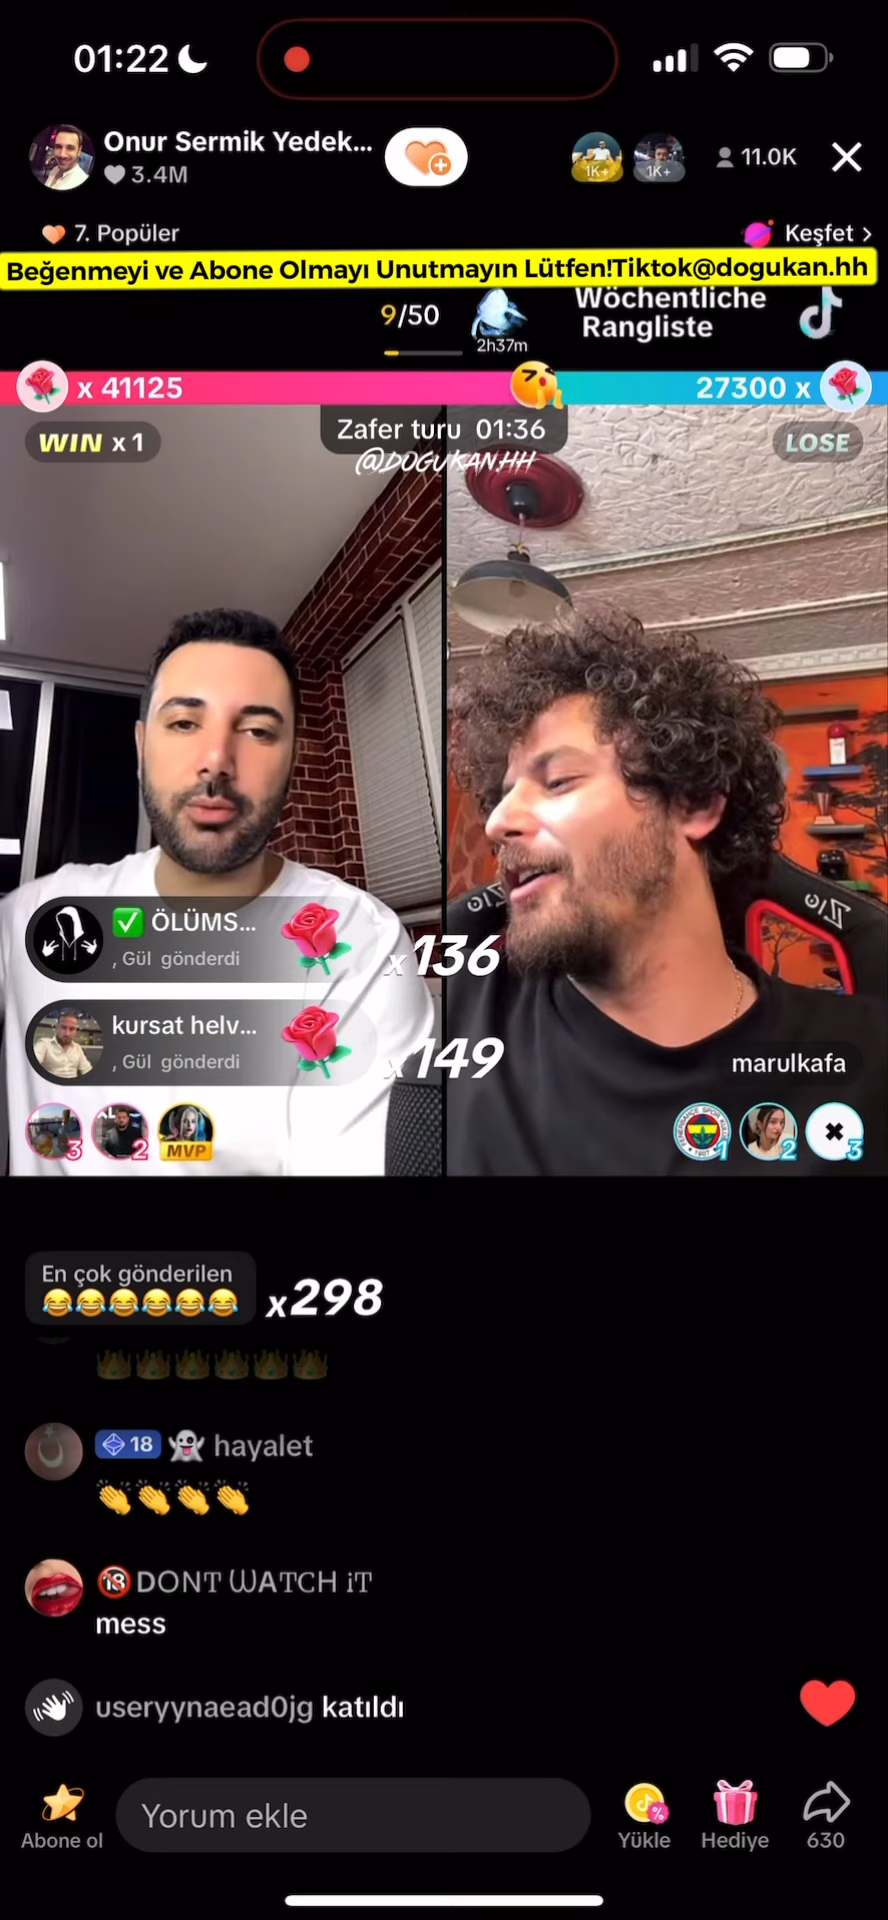 01:22
Onur Sermik Yedek...
3.4M
1K+
1K+
11.0K
7. Popüler
Keşfet >
Beğenmeyi ve Abone Olmayı Unutmayın Lütfen!Tiktok@dogukan.hh
9/50
2h37m
Wöchentliche
Rangliste
x 41125
27300 x
WIN x 1
Zafer turu 01:36
LOSE
@DOGUKAN.HH
ÖLÜMS...
, Gül gönderdi
x136
kursat helv...
, Gül gönderdi
x149
marulkafa
3
2
MVP
1
2
3
En çok gönderilen
x298
18 hayalet
18 DONT WATCH iT
mess
useryynaead0jg katıldı
Abone ol
Yorum ekle
Yükle
Hediye
630